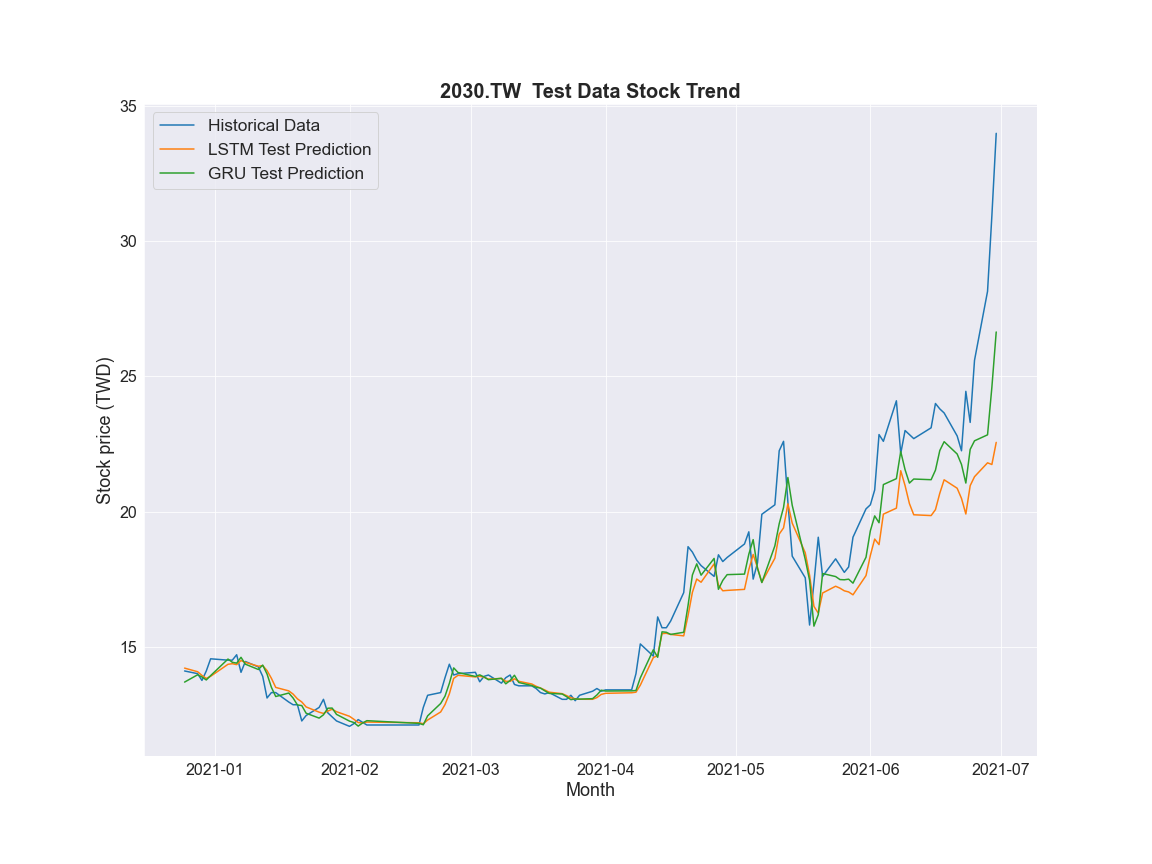 2030.TW  Test Data Stock Trend
Historical Data
LSTM Test Prediction
GRU Test Prediction
35
30
25
20
15
Stock price (TWD)
2021-01 2021-02 2021-03 2021-04 2021-05 2021-06 2021-07
Month